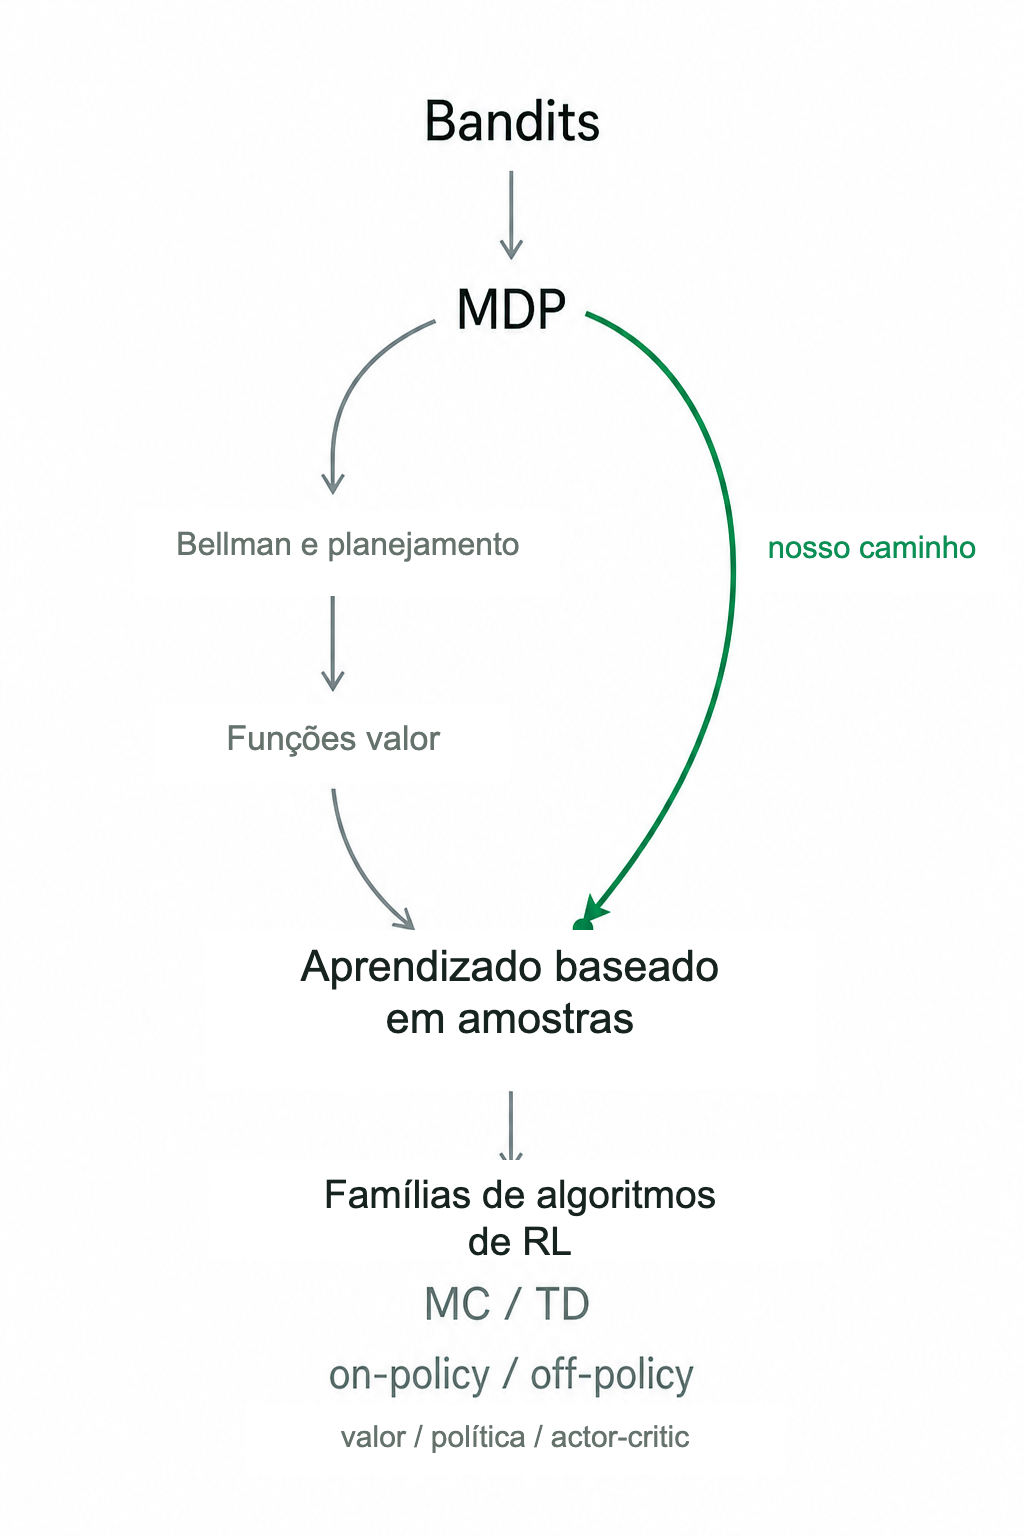 Bandits
MDP
Bellman e planejamento
nosso caminho
Funções valor
Aprendizado baseado
em amostras
Famílias de algoritmos
de RL
MC / TD
on-policy / off-policy
valor / política / actor-critic